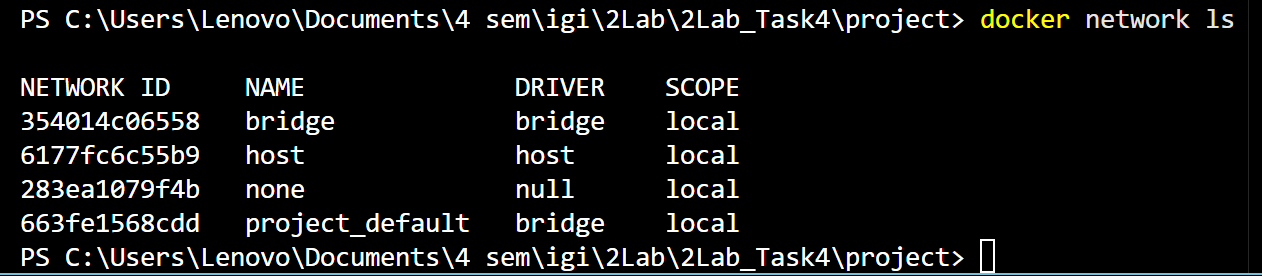 PS C:\Users\Lenovo\Documents\4 sem\igi\2Lab\2Lab_Task4\project> docker network ls
NETWORK ID     NAME              DRIVER    SCOPE
354014c06558   bridge            bridge    local
6177fc6c55b9   host              host      local
283ea1079f4b   none              null      local
663fe1568cdd   project_default   bridge    local
PS C:\Users\Lenovo\Documents\4 sem\igi\2Lab\2Lab_Task4\project>